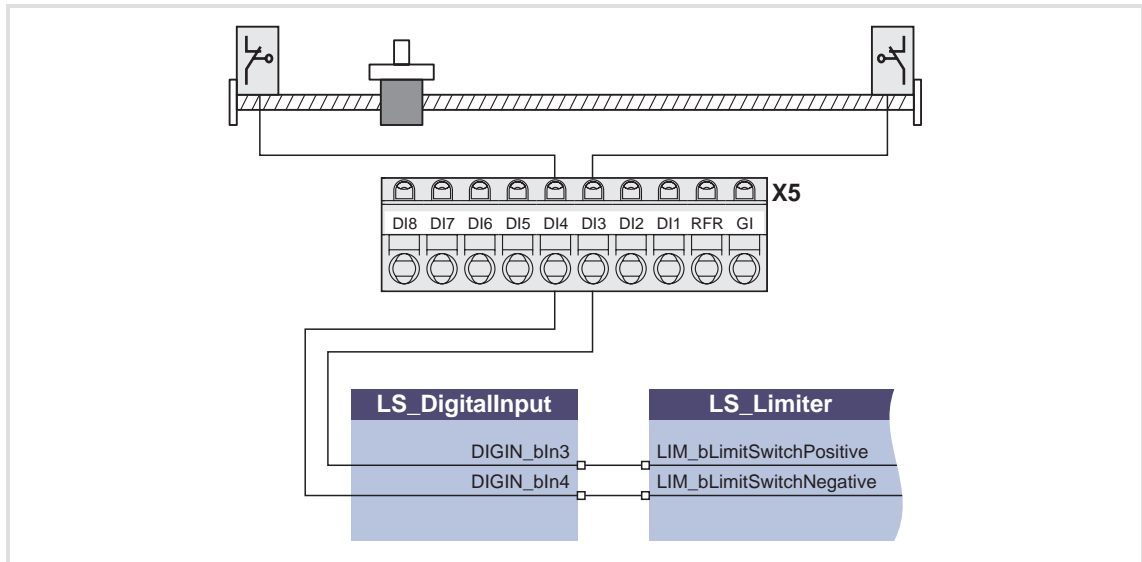 X5
DI8 DI7 DI6 DI5 DI4 DI3 DI2 DI1 RFR GI
LS_DigitalInput
LS_Limiter
DIGIN_bIn3
LIM_bLimitSwitchPositive
DIGIN_bIn4
LIM_bLimitSwitchNegative